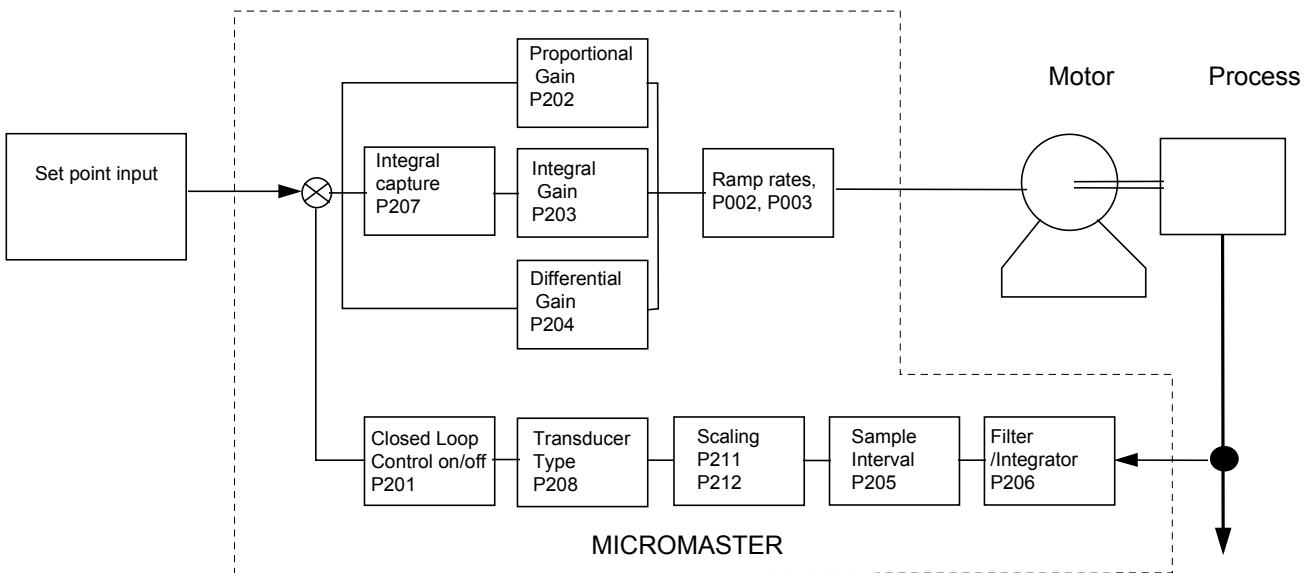 Proportional
Gain
P202
Motor
Process
Set point input
Integral
capture
P207
Integral
Gain
P203
Ramp rates,
P002, P003
Differential
Gain
P204
Closed Loop
Control on/off
P201
Transducer
Type
P208
Scaling
P211
P212
Sample
Interval
P205
Filter
/Integrator
P206
MICROMASTER